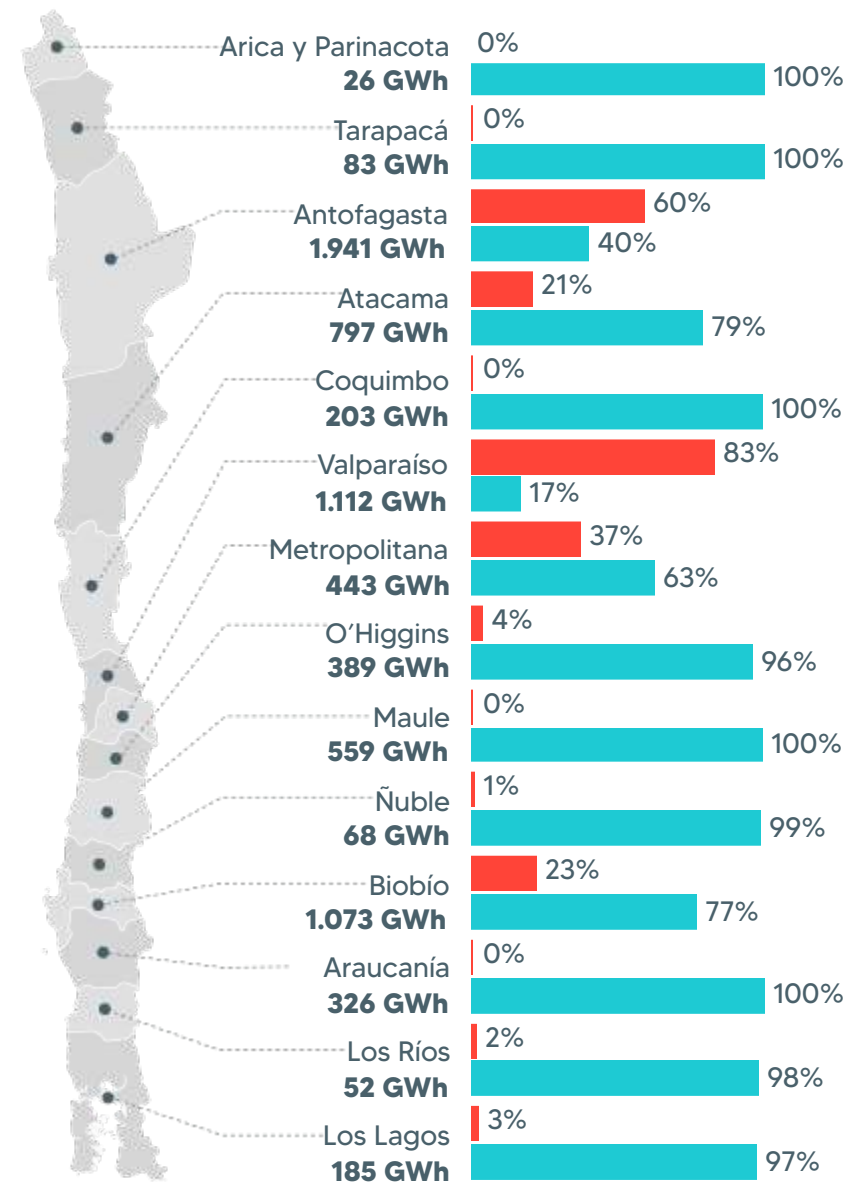 Arica y Parinacota 0%
26 GWh 100%
Tarapacá 0%
83 GWh 100%
Antofagasta 60%
1.941 GWh 40%
Atacama 21%
797 GWh 79%
Coquimbo 0%
203 GWh 100%
Valparaíso 83%
1.112 GWh 17%
Metropolitana 37%
443 GWh 63%
O'Higgins 4%
389 GWh 96%
Maule 0%
559 GWh 100%
Ñuble 1%
68 GWh 99%
Biobío 23%
1.073 GWh 77%
Araucanía 0%
326 GWh 100%
Los Ríos 2%
52 GWh 98%
Los Lagos 3%
185 GWh 97%